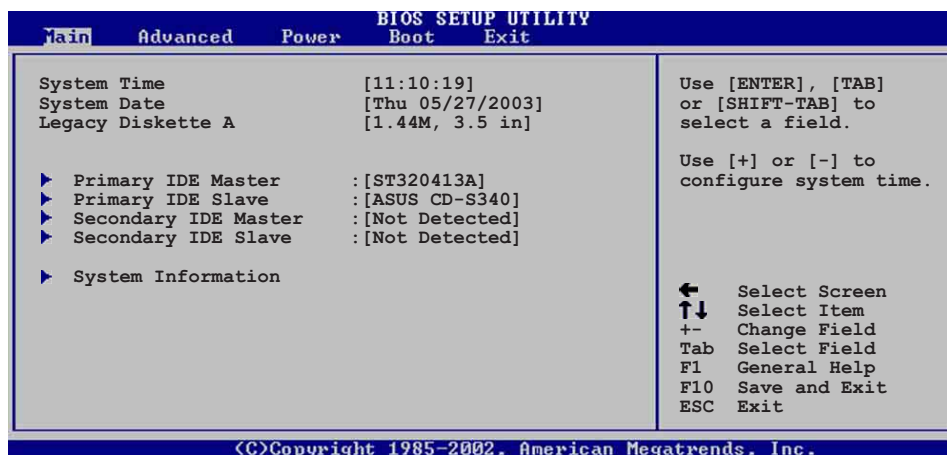 BIOS SETUP UTILITY
Main Advanced Power Boot Exit
System Time [11:10:19]
System Date [Thu 05/27/2003]
Legacy Diskette A [1.44M, 3.5 in]
Primary IDE Master :[ST320413A]
Primary IDE Slave :[ASUS CD-S340]
Secondary IDE Master :[Not Detected]
Secondary IDE Slave :[Not Detected]
System Information
Use [ENTER], [TAB]
or [SHIFT-TAB] to
select a field.
Use [+] or [-] to
configure system time.
← Select Screen
↑↓ Select Item
+- Change Field
Tab Select Field
F1 General Help
F10 Save and Exit
ESC Exit
(C)Copyright 1985-2002, American Megatrends, Inc.